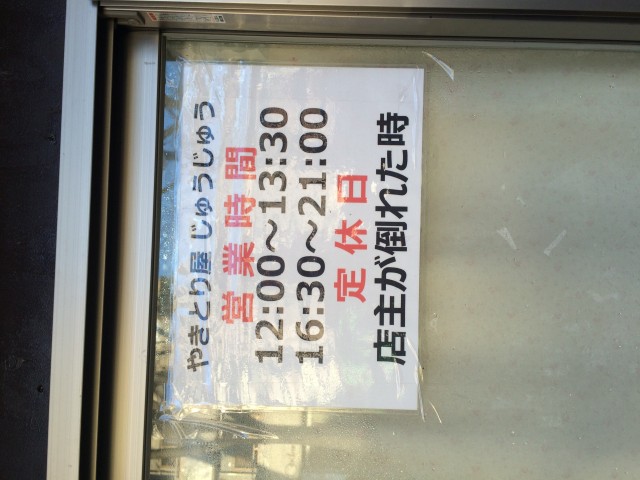 やきとり屋 じゅうじゅう
営業時間
12:00～13:30
16:30～21:00
定休日
店主が倒れた時